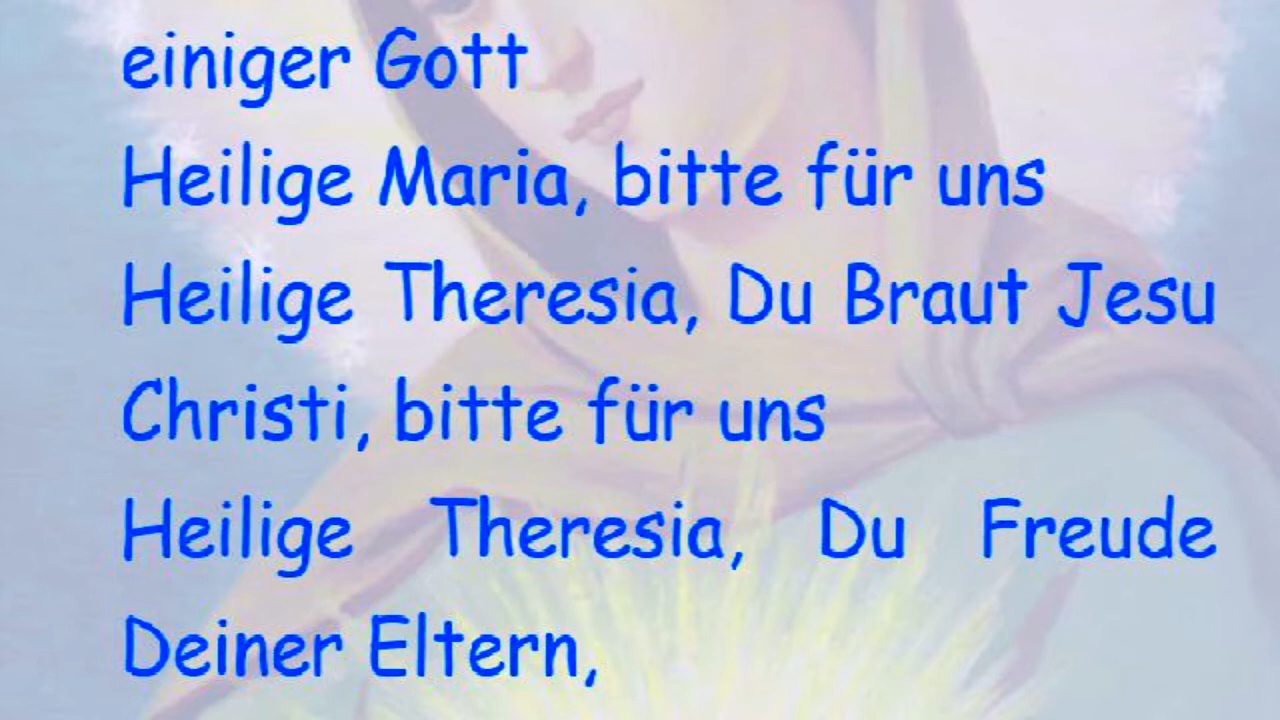 einiger Gott
Heilige Maria, bitte für uns
Heilige Theresia, Du Braut Jesu
Christi, bitte für uns
Heilige Theresia, Du Freude
Deiner Eltern,